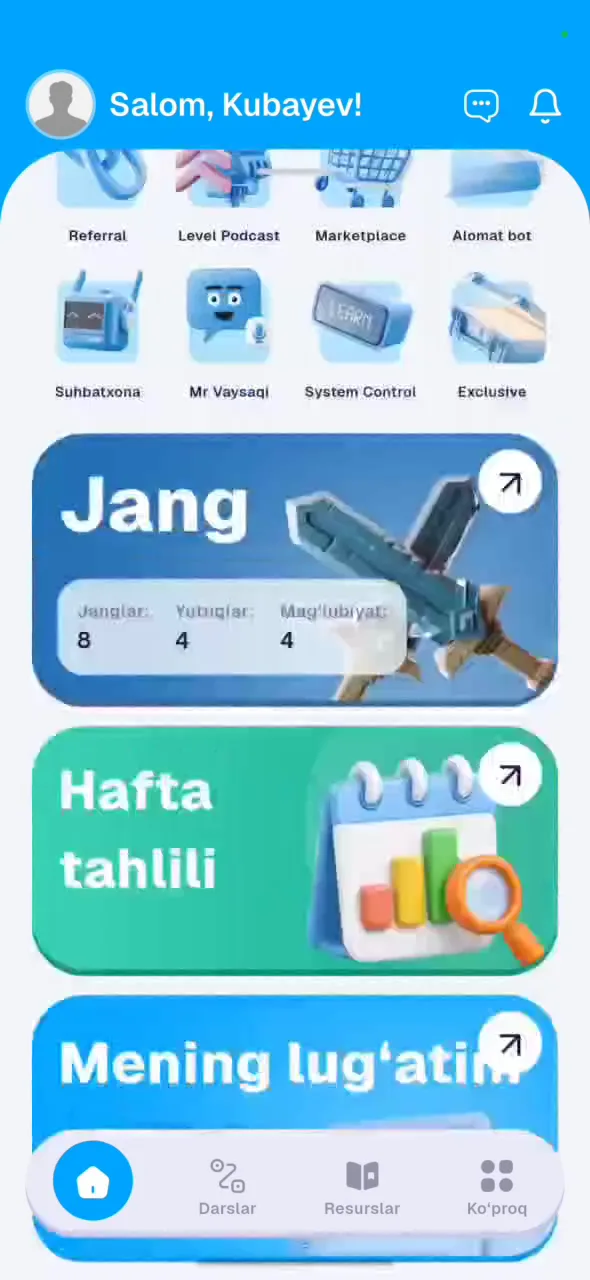 Salom, Kubayev!
Referral
Level Podcast
Marketplace
Alomat bot
LEARN
Suhbatxona
Mr Vaysaqi
System Control
Exclusive
Jang
Janglar:
Yutuqlar:
Mag‘lubiyat:
8
4
4
Hafta
tahlili
Mening lug‘atim
Darslar
Resurslar
Ko‘proq